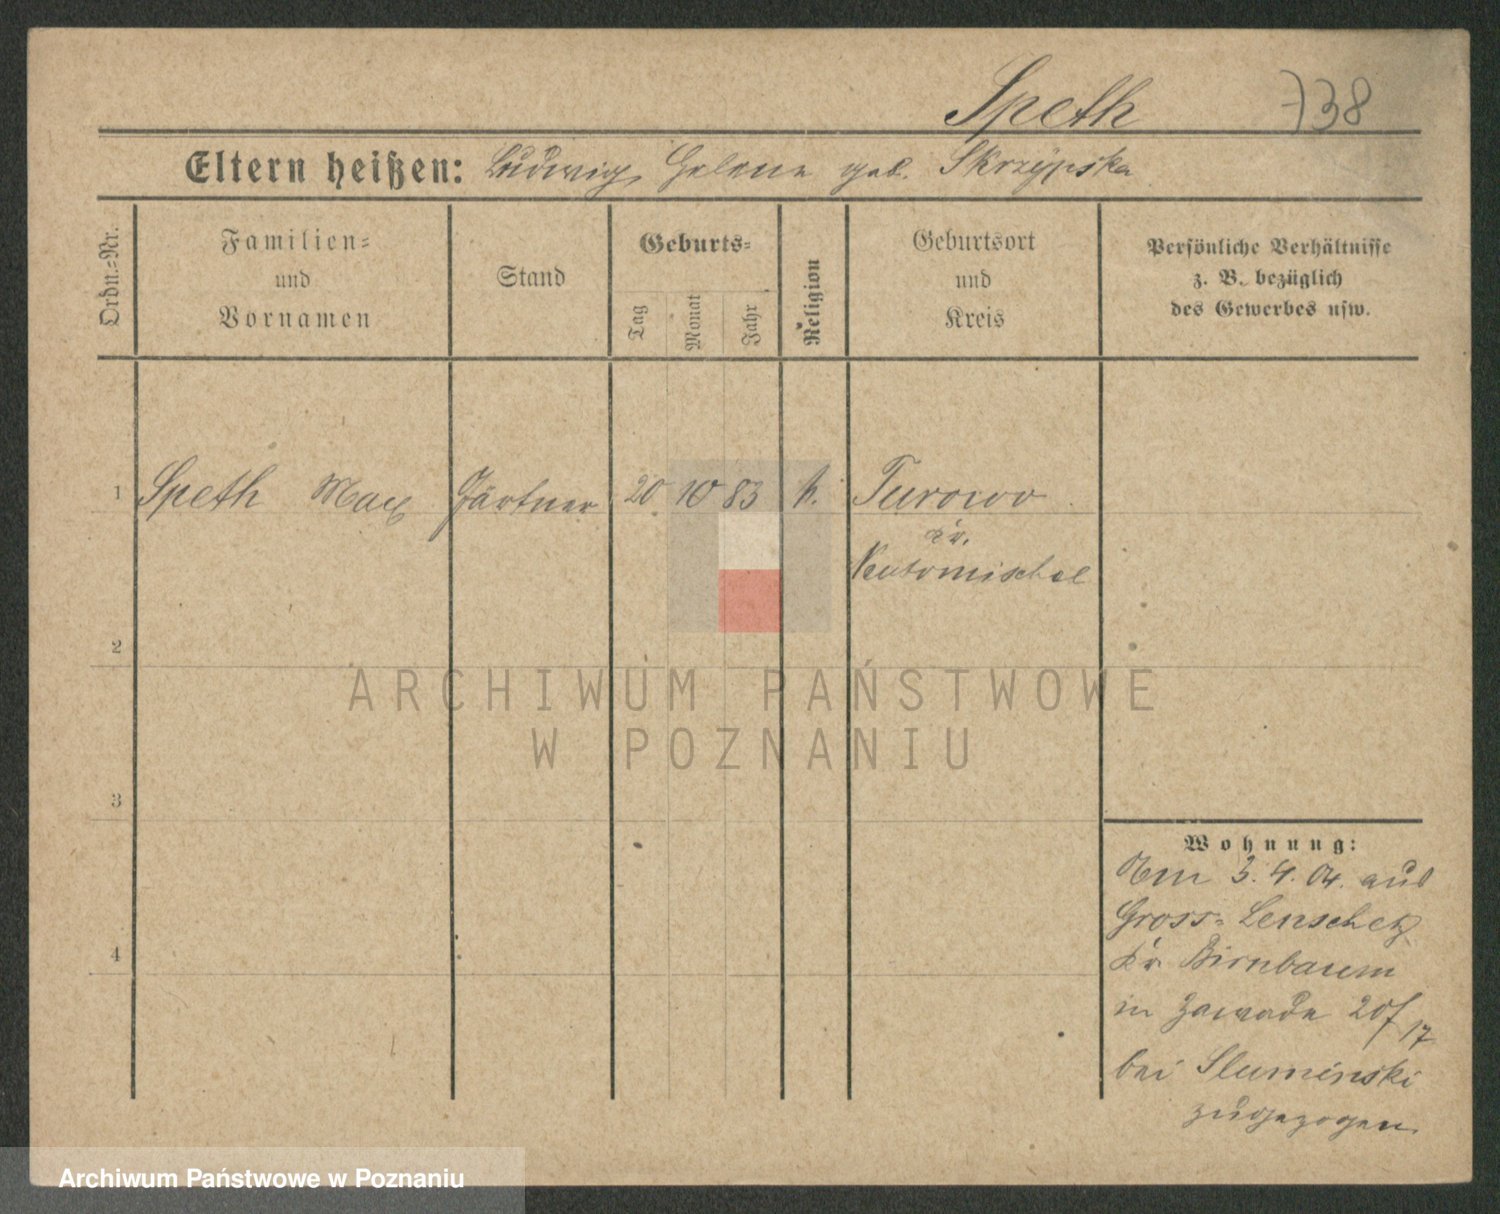 Speth 738
Eltern heißen: Ludwig, Helene geb. Skrzypska
Ordn.-Nr.
Familien-
und
Vornamen
Stand
Geburts-
Tag
Monat
Jahr
Religion
Geburtsort
und
Kreis
Persönliche Verhältnisse
z. B. bezüglich
des Gewerbes usw.
1 Speth Max Gärtner 20 10 83 k. Turowo
Kr.
Neutomischel
2
3
4
Wohnung:
Am 3. 4. 04. aus
Gross-Lenschetz
Kr Birnbaum
in Zawade 20/17
bei Sluminski
zugezogen.
ARCHIWUM PAŃSTWOWE
W POZNANIU
Archiwum Państwowe w Poznaniu